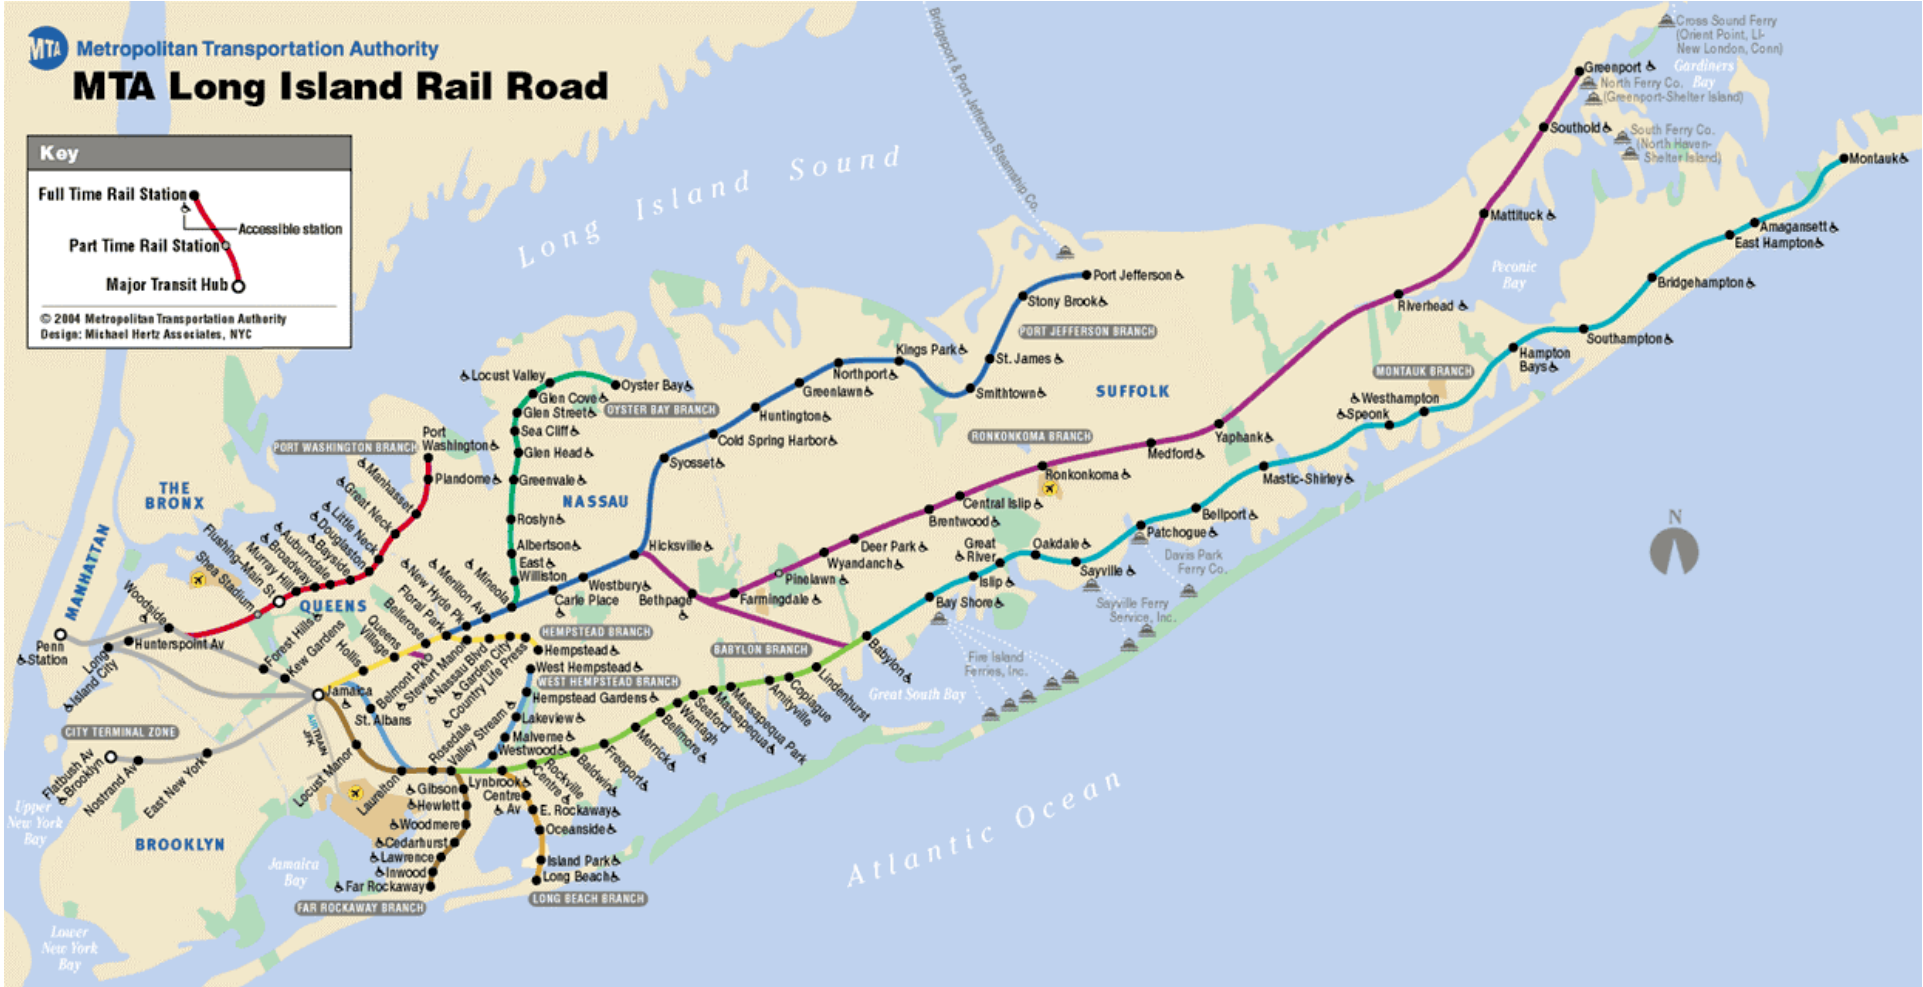 MTA
Metropolitan Transportation Authority
MTA Long Island Rail Road
Key
Full Time Rail Station
Accessible station
Part Time Rail Station
Major Transit Hub
© 2004 Metropolitan Transportation Authority
Design: Michael Hertz Associates, NYC
Bridgeport & Port Jefferson Steamship Co.
Long Island Sound
Cross Sound Ferry
(Orient Point, LI-
New London, Conn)
Gardiners
Bay
Greenport
North Ferry Co.
(Greenport-Shelter Island)
Southold
South Ferry Co.
(North Haven-
Shelter Island)
Montauk
Mattituck
Amagansett
East Hampton
Peconic
Bay
Bridgehampton
Riverhead
Southampton
Hampton
Bays
MONTAUK BRANCH
Westhampton
Speonk
Port Jefferson
Stony Brook
PORT JEFFERSON BRANCH
St. James
Kings Park
Smithtown
Northport
Greenlawn
Huntington
Cold Spring Harbor
Syosset
SUFFOLK
Yaphank
RONKONKOMA BRANCH
Medford
Ronkonkoma
Mastic-Shirley
Central Islip
Brentwood
Bellport
Patchogue
Deer Park
Wyandanch
Pinelawn
Farmingdale
Great
River
Oakdale
Sayville
Islip
Bay Shore
Davis Park
Ferry Co.
Sayville Ferry
Service, Inc.
Fire Island
Ferries, Inc.
Great South Bay
Babylon
BABYLON BRANCH
Locust Valley
Oyster Bay
Glen Cove
OYSTER BAY BRANCH
Glen Street
Sea Cliff
Glen Head
Greenvale
NASSAU
Roslyn
Albertson
East
Williston
Hicksville
Westbury
Carle Place
Bethpage
PORT WASHINGTON BRANCH
Port
Washington
Plandome
Manhasset
Great Neck
Little Neck
Douglaston
Bayside
Auburndale
Broadway
Murray Hill
Flushing-Main St
Shea Stadium
THE
BRONX
MANHATTAN
QUEENS
Woodside
Penn
Station
Hunterspoint Av
Long
Island City
Forest Hills
Kew Gardens
Jamaica
Hollis
Queens
Village
Bellerose
Floral Park
New Hyde Pk
Merillon Av
Mineola
HEMPSTEAD BRANCH
Hempstead
Belmont Pk
Stewart Manor
Nassau Blvd
Garden City
Country Life Press
West Hempstead
WEST HEMPSTEAD BRANCH
Hempstead Gardens
Lakeview
Malverne
Westwood
St. Albans
AIRTRAIN
JFK
Locust Manor
Laurelton
Rosedale
Valley Stream
CITY TERMINAL ZONE
Flatbush Av
Brooklyn
Nostrand Av
East New York
BROOKLYN
Upper
New York
Bay
Lower
New York
Bay
Jamaica
Bay
Gibson
Hewlett
Woodmere
Cedarhurst
Lawrence
Inwood
Far Rockaway
FAR ROCKAWAY BRANCH
Lynbrook
Centre
Av
E. Rockaway
Oceanside
Island Park
Long Beach
LONG BEACH BRANCH
Rockville
Centre
Baldwin
Freeport
Merrick
Bellmore
Wantagh
Seaford
Massapequa
Massapequa Park
Amityville
Copiague
Lindenhurst
Atlantic Ocean
N